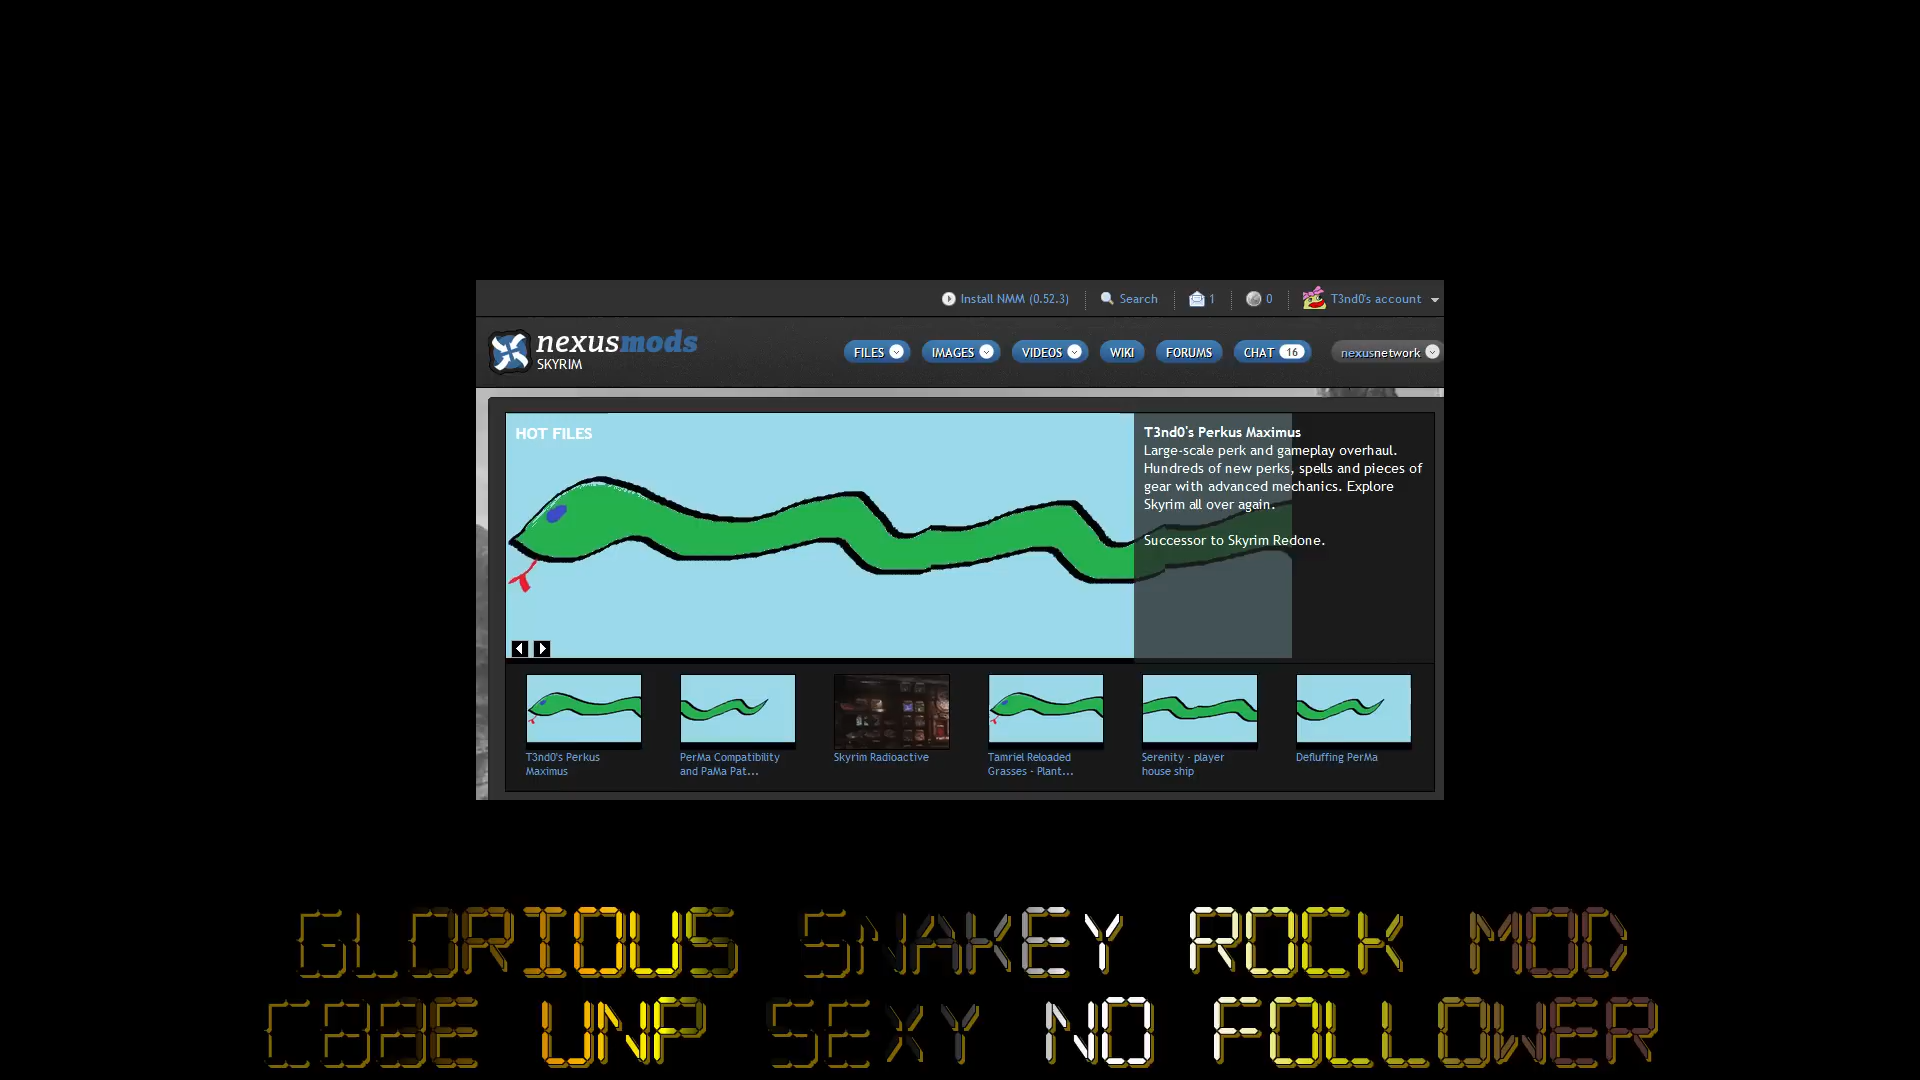 Install NMM (0.52.3) Search 1 0 T3nd0's account
nexusmods
SKYRIM
FILES IMAGES VIDEOS WIKI FORUMS CHAT 16 nexusnetwork
HOT FILES
T3nd0's Perkus Maximus
Large-scale perk and gameplay overhaul.
Hundreds of new perks, spells and pieces of
gear with advanced mechanics. Explore
Skyrim all over again.
Successor to Skyrim Redone.
T3nd0's Perkus
Maximus
PerMa Compatibility
and PaMa Pat...
Skyrim Radioactive
Tamriel Reloaded
Grasses - Plant...
Serenity - player
house ship
Defluffing PerMa
GLORIOUS SNAKEY ROCK MOD
CBBE UNP SEXY NO FOLLOWER